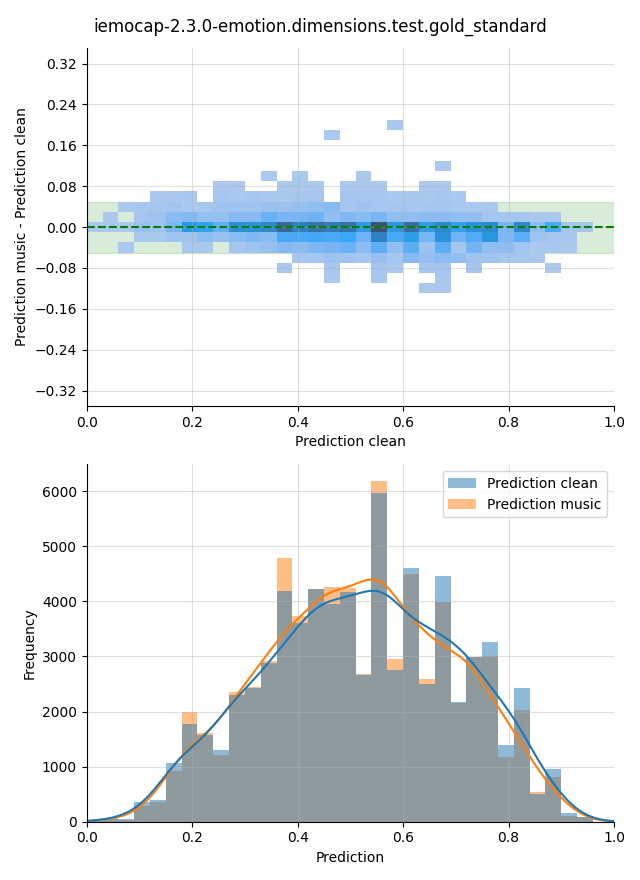 iemocap-2.3.0-emotion.dimensions.test.gold_standard
0.32
0.24
0.16
0.08
0.00
−0.08
−0.16
−0.24
−0.32
Prediction music - Prediction clean
0.0 0.2 0.4 0.6 0.8 1.0
Prediction clean
Prediction clean
Prediction music
6000
5000
4000
3000
2000
1000
0
Frequency
0.0 0.2 0.4 0.6 0.8 1.0
Prediction